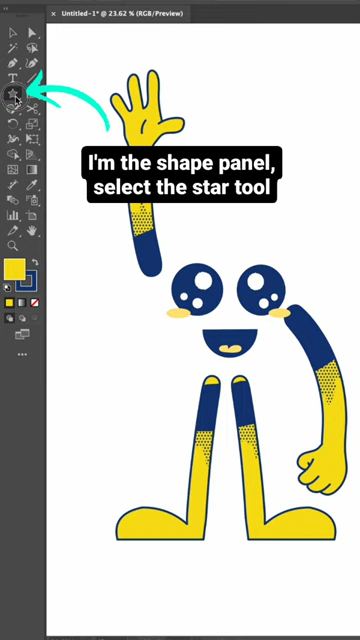 Untitled-1* @ 23.62 % (RGB/Preview)
I'm the shape panel,
select the star tool